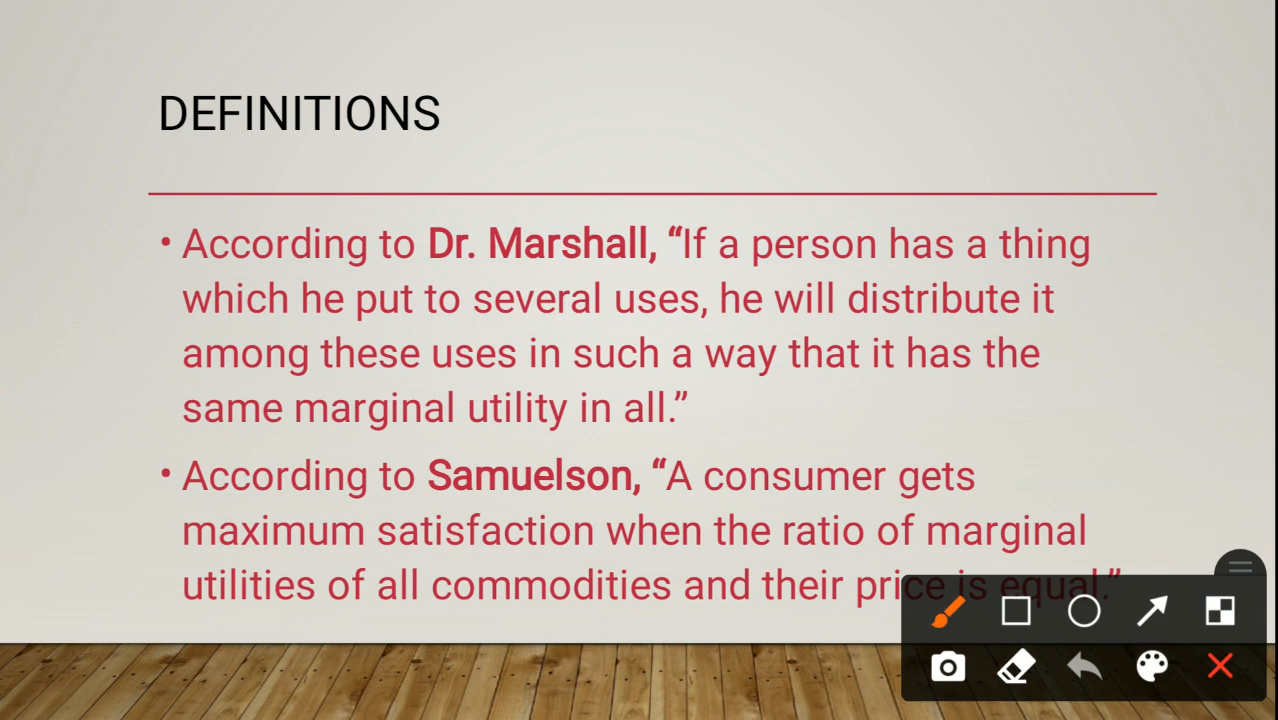 DEFINITIONS
• According to Dr. Marshall, “If a person has a thing
which he put to several uses, he will distribute it
among these uses in such a way that it has the
same marginal utility in all.”
• According to Samuelson, “A consumer gets
maximum satisfaction when the ratio of marginal
utilities of all commodities and their price is equal.”